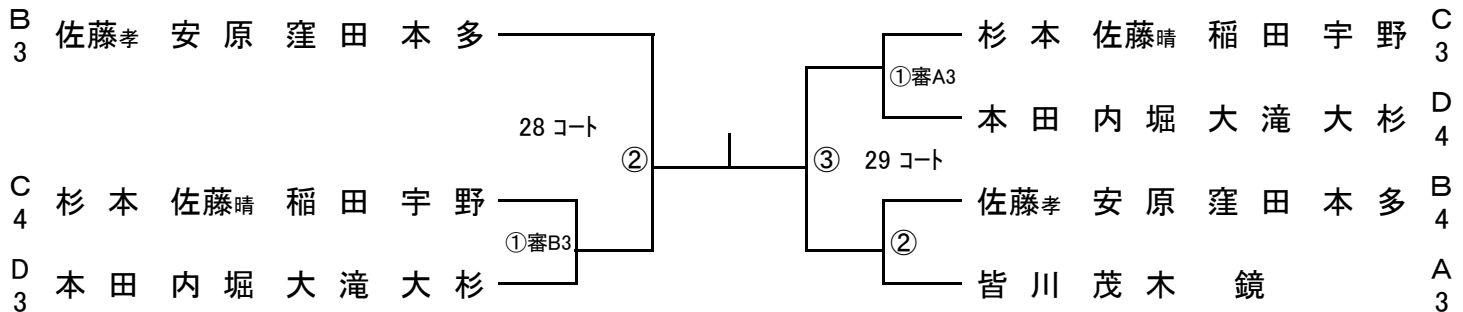 B
3
佐藤孝 安原 窪田 本多
28 コート
②
C
4
杉本 佐藤晴 稲田 宇野
①審B3
D
3
本田 内堀 大滝 大杉
杉本 佐藤晴 稲田 宇野
C
3
①審A3
本田 内堀 大滝 大杉
D
4
③
29 コート
佐藤孝 安原 窪田 本多
B
4
②
皆川 茂木 鏡
A
3